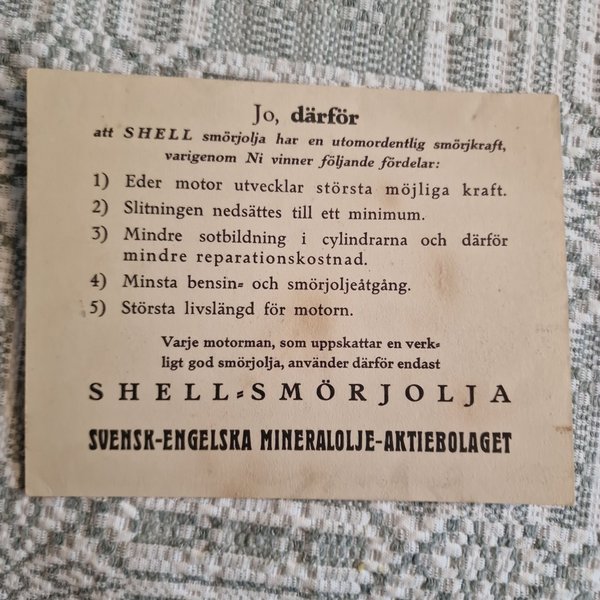 Jo, därför
att SHELL smörjolja har en utomordentlig smörjkraft,
varigenom Ni vinner följande fördelar:
1) Eder motor utvecklar största möjliga kraft.
2) Slitningen nedsättes till ett minimum.
3) Mindre sotbildning i cylindrarna och därför
mindre reparationskostnad.
4) Minsta bensin- och smörjoljeåtgång.
5) Största livslängd för motorn.
Varje motorman, som uppskattar en verk-
ligt god smörjolja, använder därför endast
SHELL-SMÖRJOLJA
SVENSK-ENGELSKA MINERALOLJE-AKTIEBOLAGET